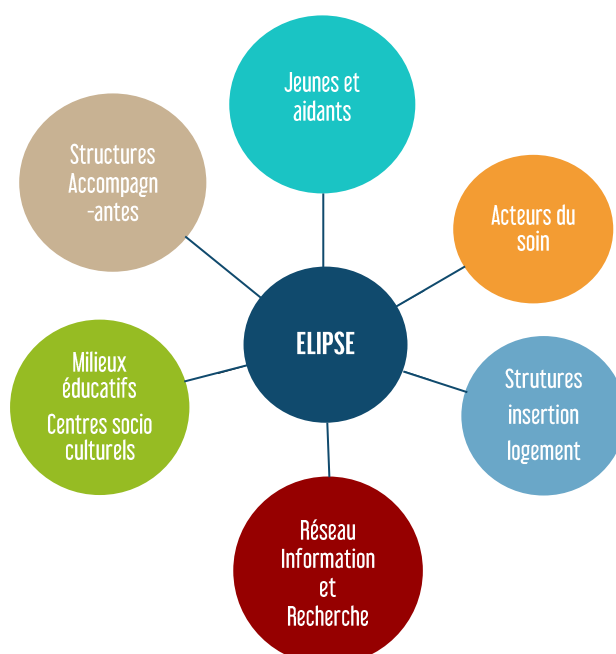 Jeunes et
aidants
Structures
Accompagn
-antes
Acteurs du
soin
ELIPSE
Milieux
éducatifs
Centres socio
culturels
Strutures
insertion
logement
Réseau
Information
et
Recherche